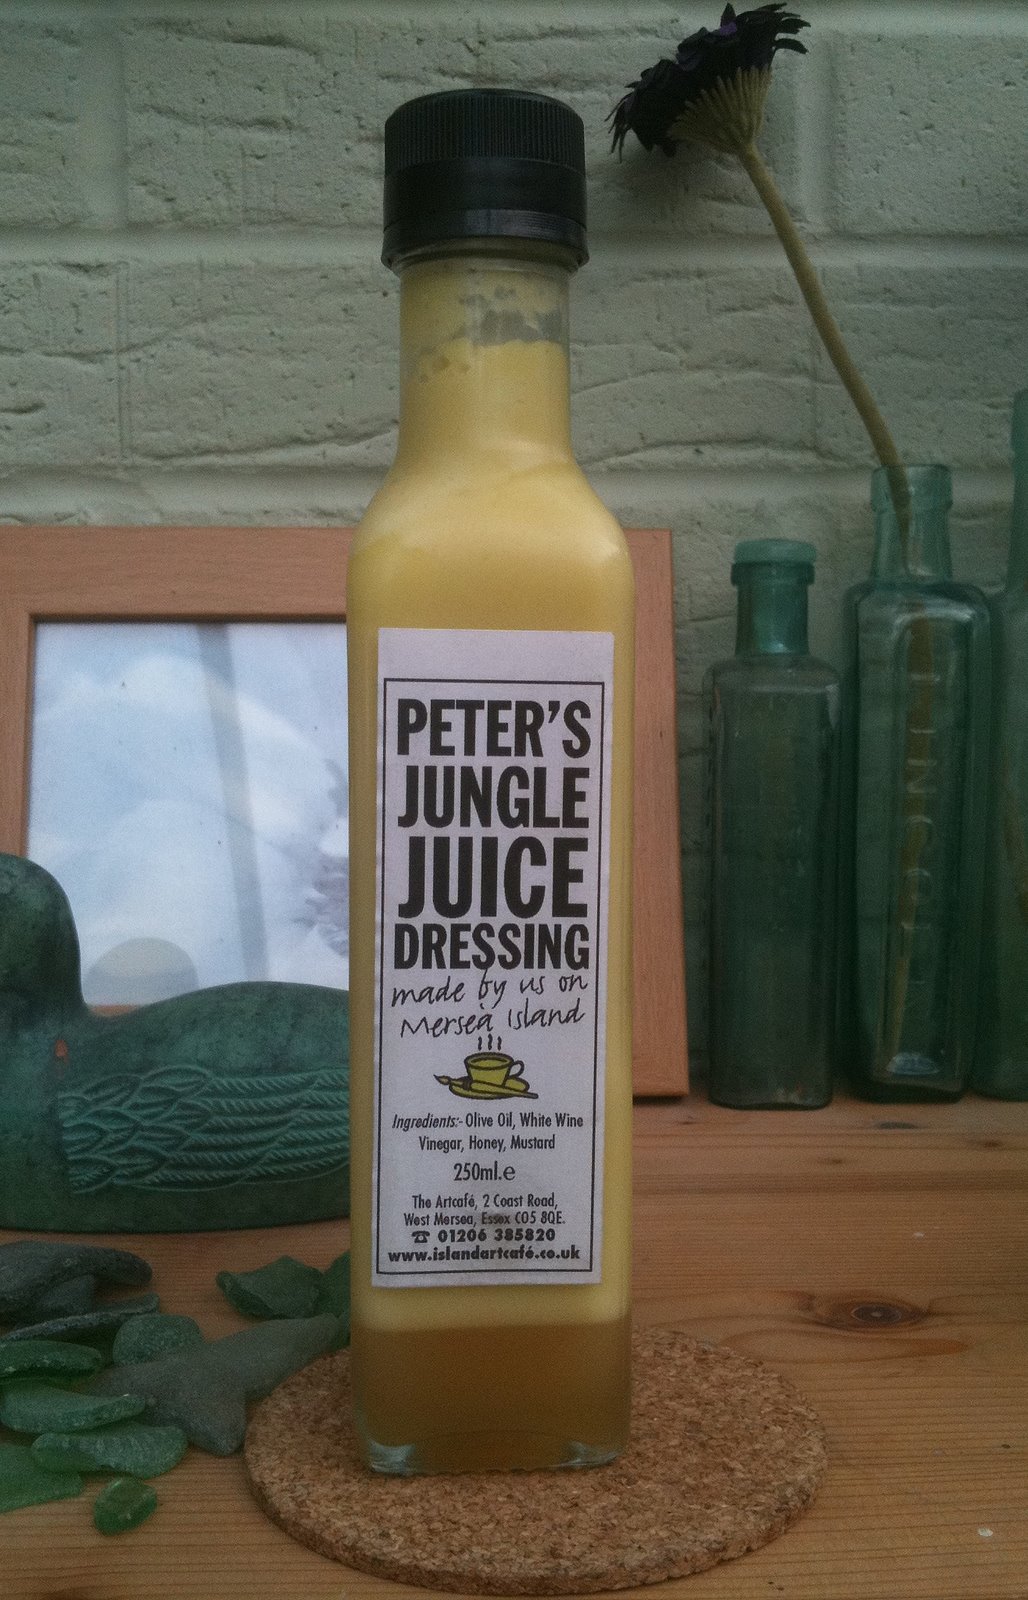 PETER'S
JUNGLE
JUICE
DRESSING
made by us on
Mersea Island
Ingredients:- Olive Oil, White Wine
Vinegar, Honey, Mustard
250ml.e
The Artcafé, 2 Coast Road,
West Mersea, Essex CO5 8QE.
☎ 01206 385820
www.islandartcafé.co.uk